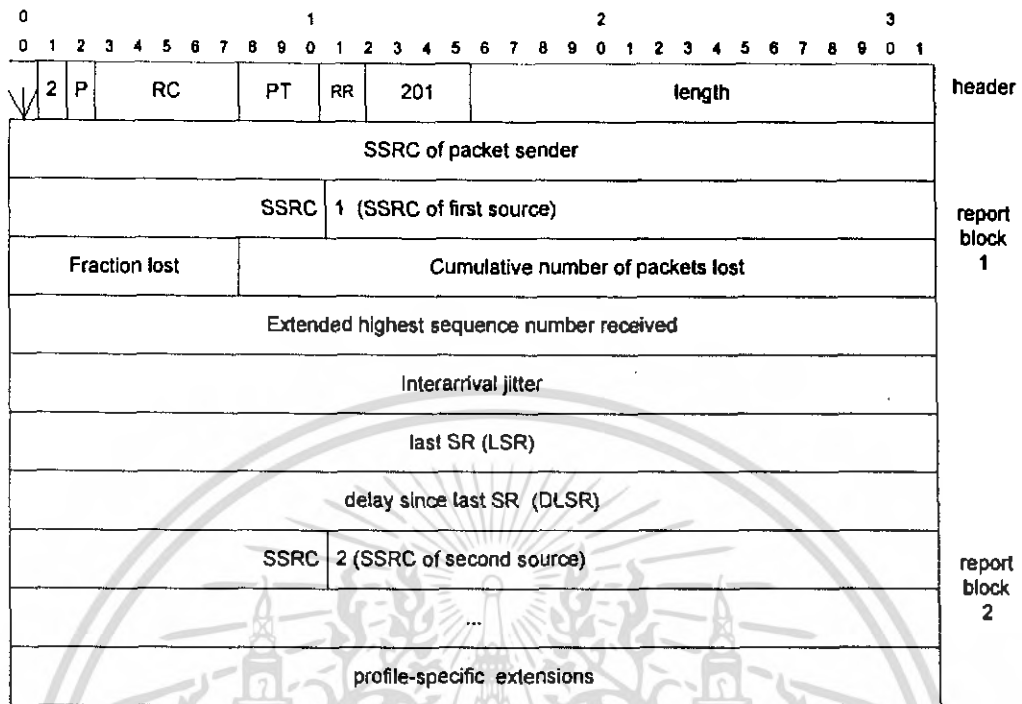 0 1 2 3
0 1 2 3 4 5 6 7 8 9 0 1 2 3 4 5 6 7 8 9 0 1 2 3 4 5 6 7 8 9 0 1
V 2 P RC PT RR 201 length header
SSRC of packet sender
SSRC 1 (SSRC of first source)
report
block
1
Fraction lost Cumulative number of packets lost
Extended highest sequence number received
Interarrival jitter
last SR (LSR)
delay since last SR (DLSR)
SSRC 2 (SSRC of second source)
report
block
2
...
profile-specific extensions